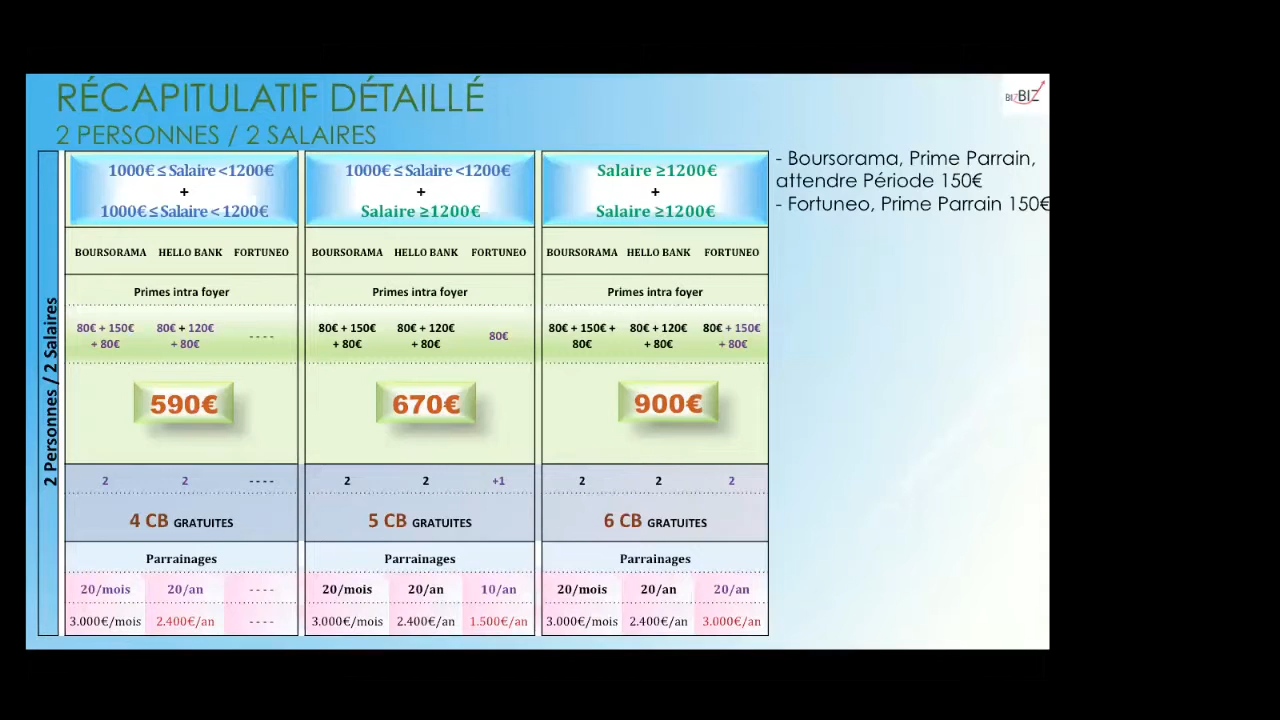 RÉCAPITULATIF DÉTAILLÉ
2 PERSONNES / 2 SALAIRES
BIZBIZ
2 Personnes / 2 Salaires
1000€ ≤ Salaire <1200€
+
1000€ ≤ Salaire < 1200€
BOURSORAMA HELLO BANK FORTUNEO
Primes intra foyer
80€ + 150€ + 80€
80€ + 120€ + 80€
- - - -
590€
2 2 - - - -
4 CB GRATUITES
Parrainages
20/mois 20/an - - - -
3.000€/mois 2.400€/an - - - -
1000€ ≤ Salaire <1200€
+
Salaire ≥1200€
BOURSORAMA HELLO BANK FORTUNEO
Primes intra foyer
80€ + 150€ + 80€
80€ + 120€ + 80€
80€
670€
2 2 +1
5 CB GRATUITES
Parrainages
20/mois 20/an 10/an
3.000€/mois 2.400€/an 1.500€/an
Salaire ≥1200€
+
Salaire ≥1200€
BOURSORAMA HELLO BANK FORTUNEO
Primes intra foyer
80€ + 150€ + 80€
80€ + 120€ + 80€
80€ + 150€ + 80€
900€
2 2 2
6 CB GRATUITES
Parrainages
20/mois 20/an 20/an
3.000€/mois 2.400€/an 3.000€/an
- Boursorama, Prime Parrain,
attendre Période 150€
- Fortuneo, Prime Parrain 150€